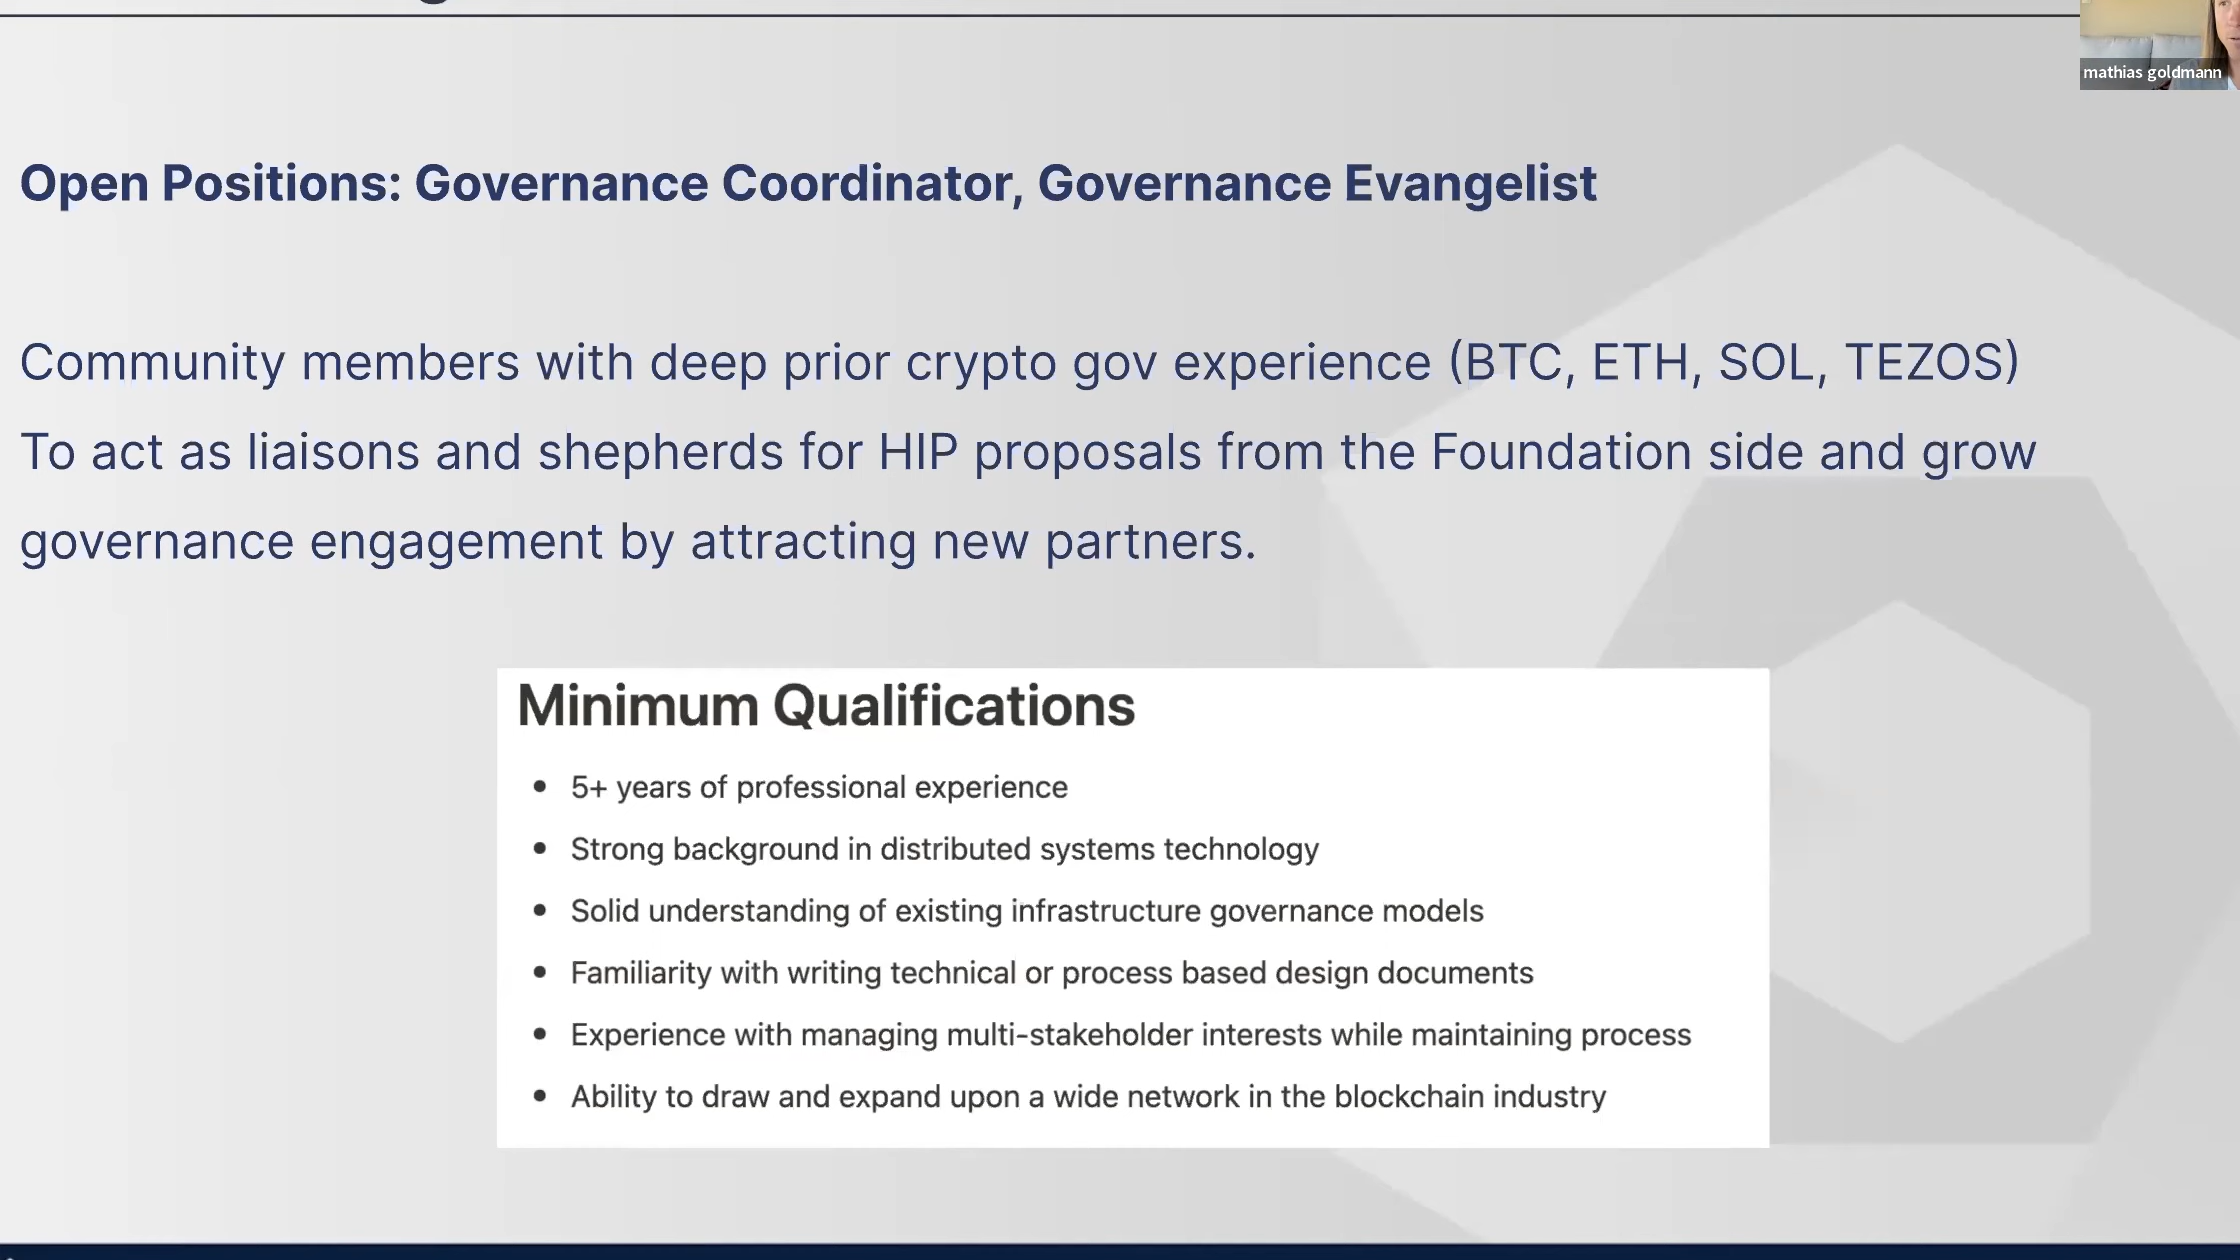 mathias goldmann
Open Positions: Governance Coordinator, Governance Evangelist
Community members with deep prior crypto gov experience (BTC, ETH, SOL, TEZOS)
To act as liaisons and shepherds for HIP proposals from the Foundation side and grow
governance engagement by attracting new partners.
Minimum Qualifications
• 5+ years of professional experience
• Strong background in distributed systems technology
• Solid understanding of existing infrastructure governance models
• Familiarity with writing technical or process based design documents
• Experience with managing multi-stakeholder interests while maintaining process
• Ability to draw and expand upon a wide network in the blockchain industry